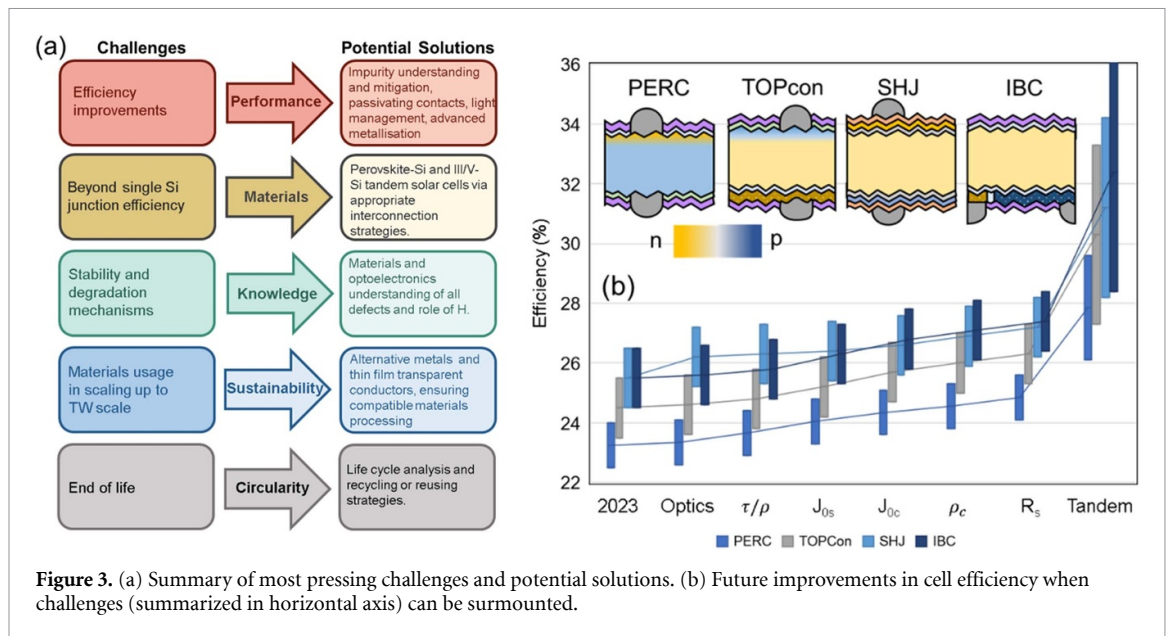 (a)
Challenges
Potential Solutions
Efficiency
improvements
Performance
Impurity understanding
and mitigation,
passivating contacts, light
management, advanced
metallisation
Beyond single Si
junction efficiency
Materials
Perovskite-Si and III/V-
Si tandem solar cells via
appropriate
interconnection
strategies.
Stability and
degradation
mechanisms
Knowledge
Materials and
optoelectronics
understanding of all
defects and role of H.
Materials usage
in scaling up to
TW scale
Sustainability
Alternative metals and
thin film transparent
conductors, ensuring
compatible materials
processing
End of life
Circularity
Life cycle analysis and
recycling or reusing
strategies.
Efficiency (%)
36
34
32
30
28
26
24
22
PERC TOPcon SHJ IBC
n p
(b)
2023 Optics τ/ρ J0s J0c ρc Rs Tandem
PERC TOPCon SHJ IBC
Figure 3. (a) Summary of most pressing challenges and potential solutions. (b) Future improvements in cell efficiency when
challenges (summarized in horizontal axis) can be surmounted.